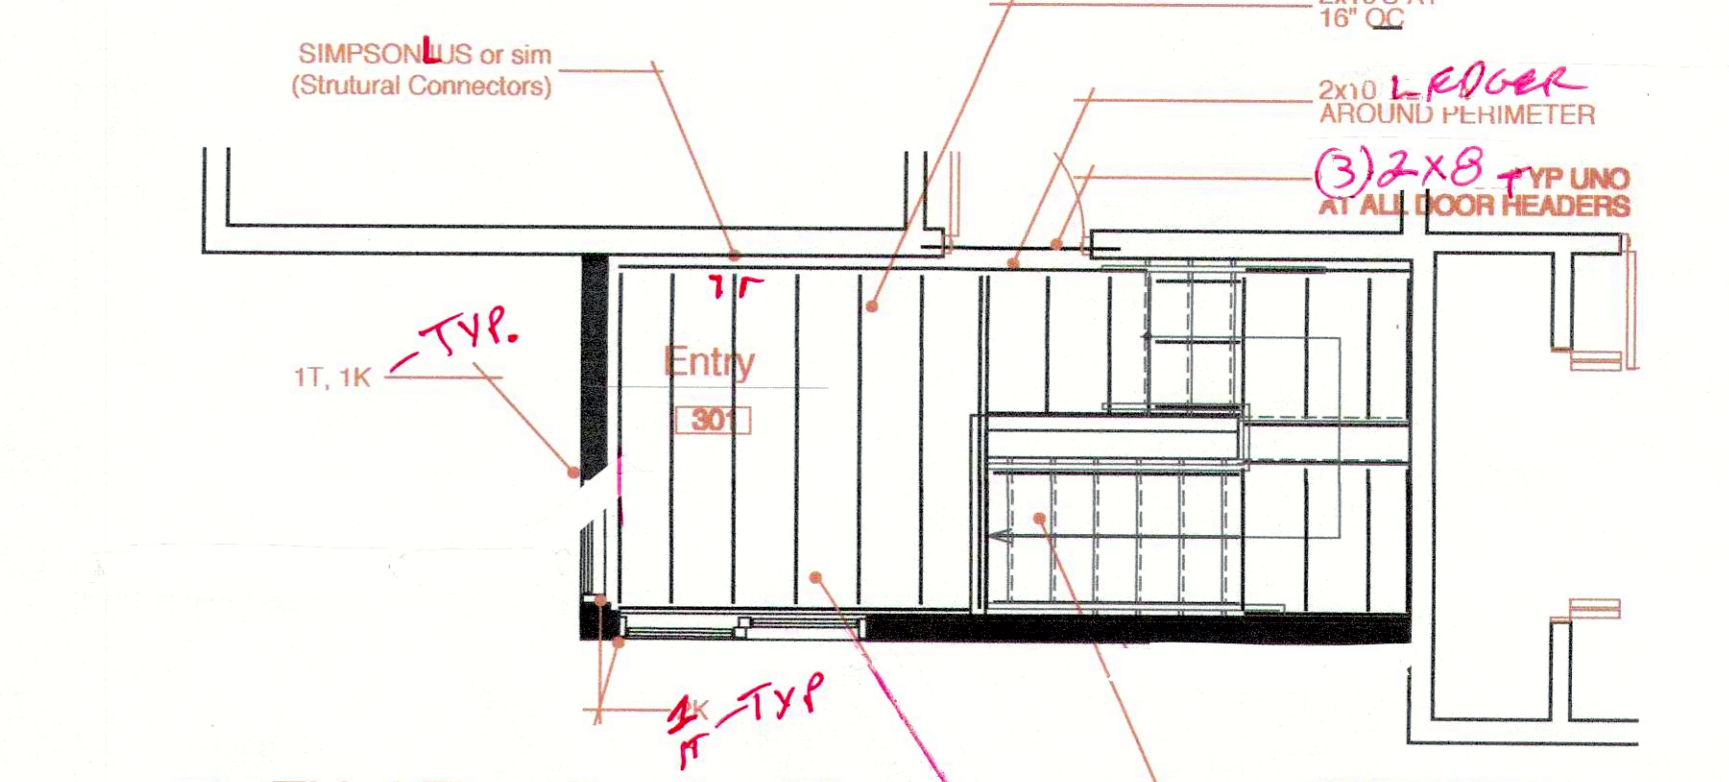 16" OC
SIMPSON LUS or sim
(Strutural Connectors)
2x10 LEDGER
AROUND PERIMETER
(3) 2X8 TYP UNO
AT ALL DOOR HEADERS
TYP.
1T, 1K
Entry
301
1K TYP
1T